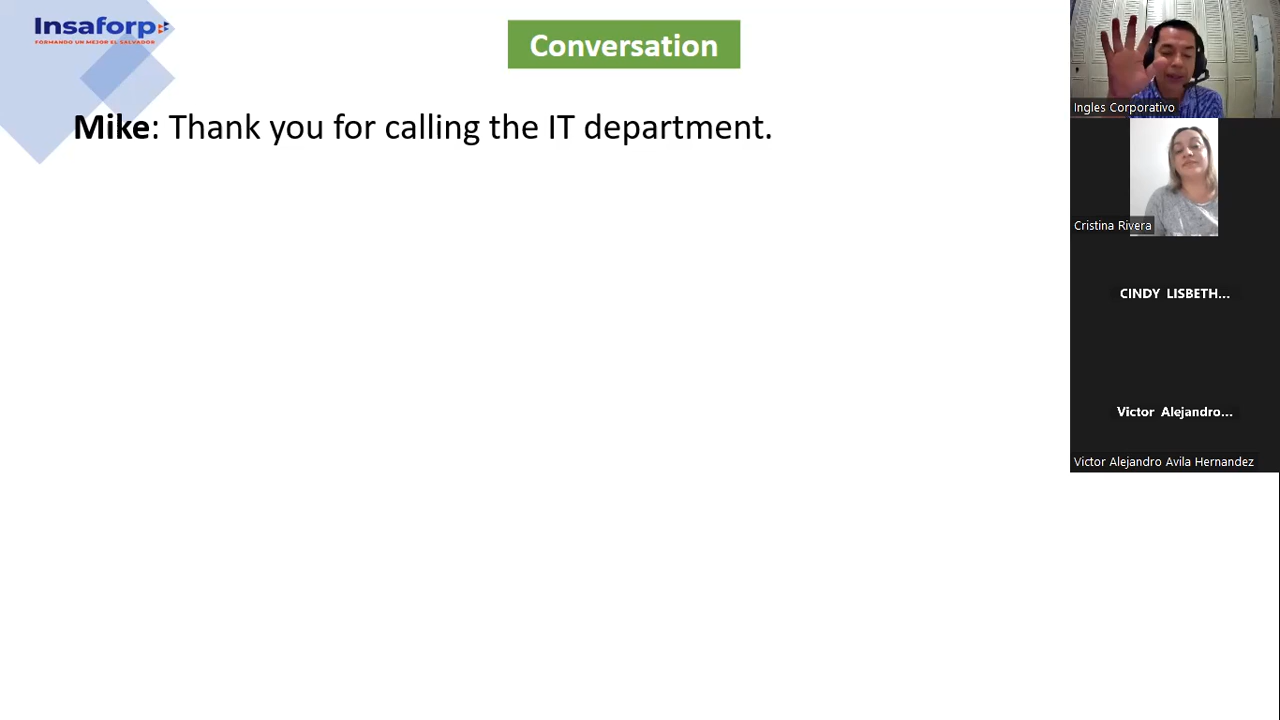 Insaforp
FORMANDO UN MEJOR EL SALVADOR
Conversation
Mike: Thank you for calling the IT department.
Ingles Corporativo
Cristina Rivera
CINDY LISBETH...
Victor Alejandro...
Victor Alejandro Avila Hernandez